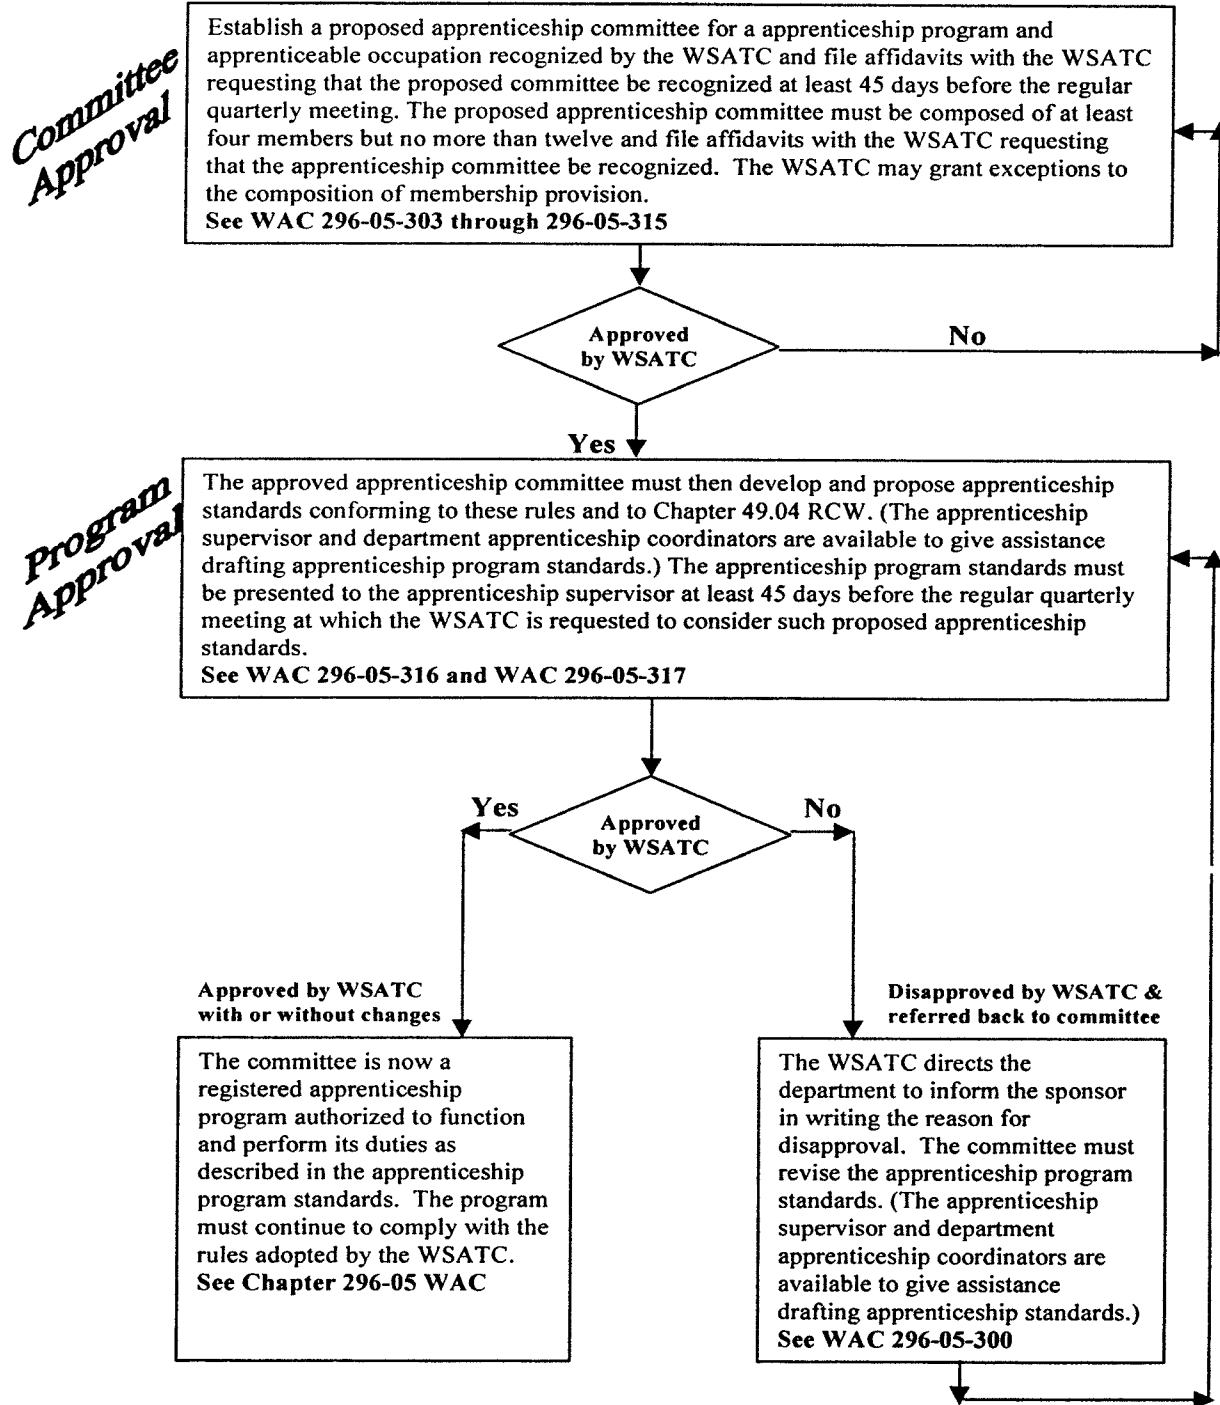 Committee
Approval
Establish a proposed apprenticeship committee for a apprenticeship program and
apprenticeable occupation recognized by the WSATC and file affidavits with the WSATC
requesting that the proposed committee be recognized at least 45 days before the regular
quarterly meeting. The proposed apprenticeship committee must be composed of at least
four members but no more than twelve and file affidavits with the WSATC requesting
that the apprenticeship committee be recognized. The WSATC may grant exceptions to
the composition of membership provision.
See WAC 296-05-303 through 296-05-315
Approved
by WSATC
No
Yes
Program
Approval
The approved apprenticeship committee must then develop and propose apprenticeship
standards conforming to these rules and to Chapter 49.04 RCW. (The apprenticeship
supervisor and department apprenticeship coordinators are available to give assistance
drafting apprenticeship program standards.) The apprenticeship program standards must
be presented to the apprenticeship supervisor at least 45 days before the regular quarterly
meeting at which the WSATC is requested to consider such proposed apprenticeship
standards.
See WAC 296-05-316 and WAC 296-05-317
Yes
No
Approved
by WSATC
Approved by WSATC
with or without changes
The committee is now a
registered apprenticeship
program authorized to function
and perform its duties as
described in the apprenticeship
program standards. The program
must continue to comply with the
rules adopted by the WSATC.
See Chapter 296-05 WAC
Disapproved by WSATC &
referred back to committee
The WSATC directs the
department to inform the sponsor
in writing the reason for
disapproval. The committee must
revise the apprenticeship program
standards. (The apprenticeship
supervisor and department
apprenticeship coordinators are
available to give assistance
drafting apprenticeship standards.)
See WAC 296-05-300